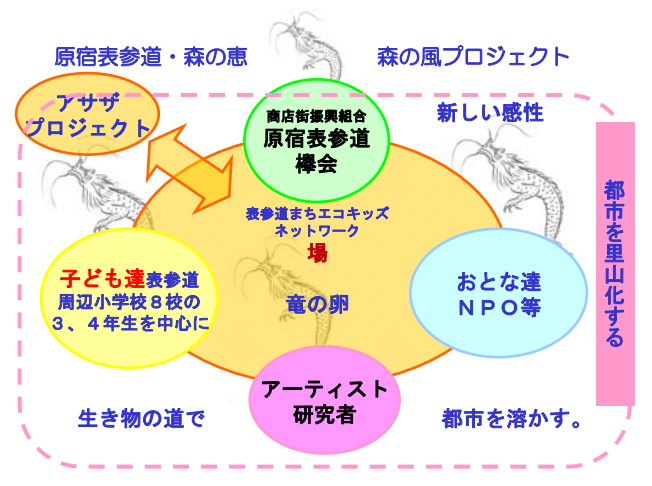 原宿表参道・森の恵
森の風プロジェクト
アサザ
プロジェクト
商店街振興組合
原宿表参道
欅会
新しい感性
都市を里山化する
表参道まちエコキッズ
ネットワーク
場
子ども達表参道
周辺小学校８校の
３、４年生を中心に
竜の卵
おとな達
ＮＰＯ等
アーティスト
研究者
生き物の道で
都市を溶かす。